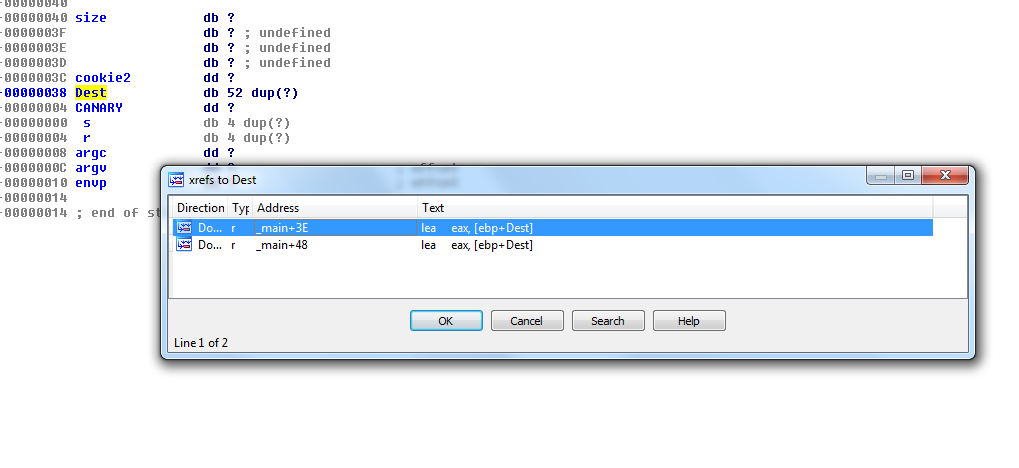 -00000040
-00000040 size db ?
-0000003F db ? ; undefined
-0000003E db ? ; undefined
-0000003D db ? ; undefined
-0000003C cookie2 dd ?
-00000038 Dest db 52 dup(?)
-00000004 CANARY dd ?
+00000000 s db 4 dup(?)
+00000004 r db 4 dup(?)
+00000008 argc dd ?
+0000000C argv
+00000010 envp
+00000014
+00000014 ; end of st
xrefs to Dest
Direction Typ Address Text
Do... r _main+3E lea eax, [ebp+Dest]
Do... r _main+48 lea eax, [ebp+Dest]
OK Cancel Search Help
Line 1 of 2